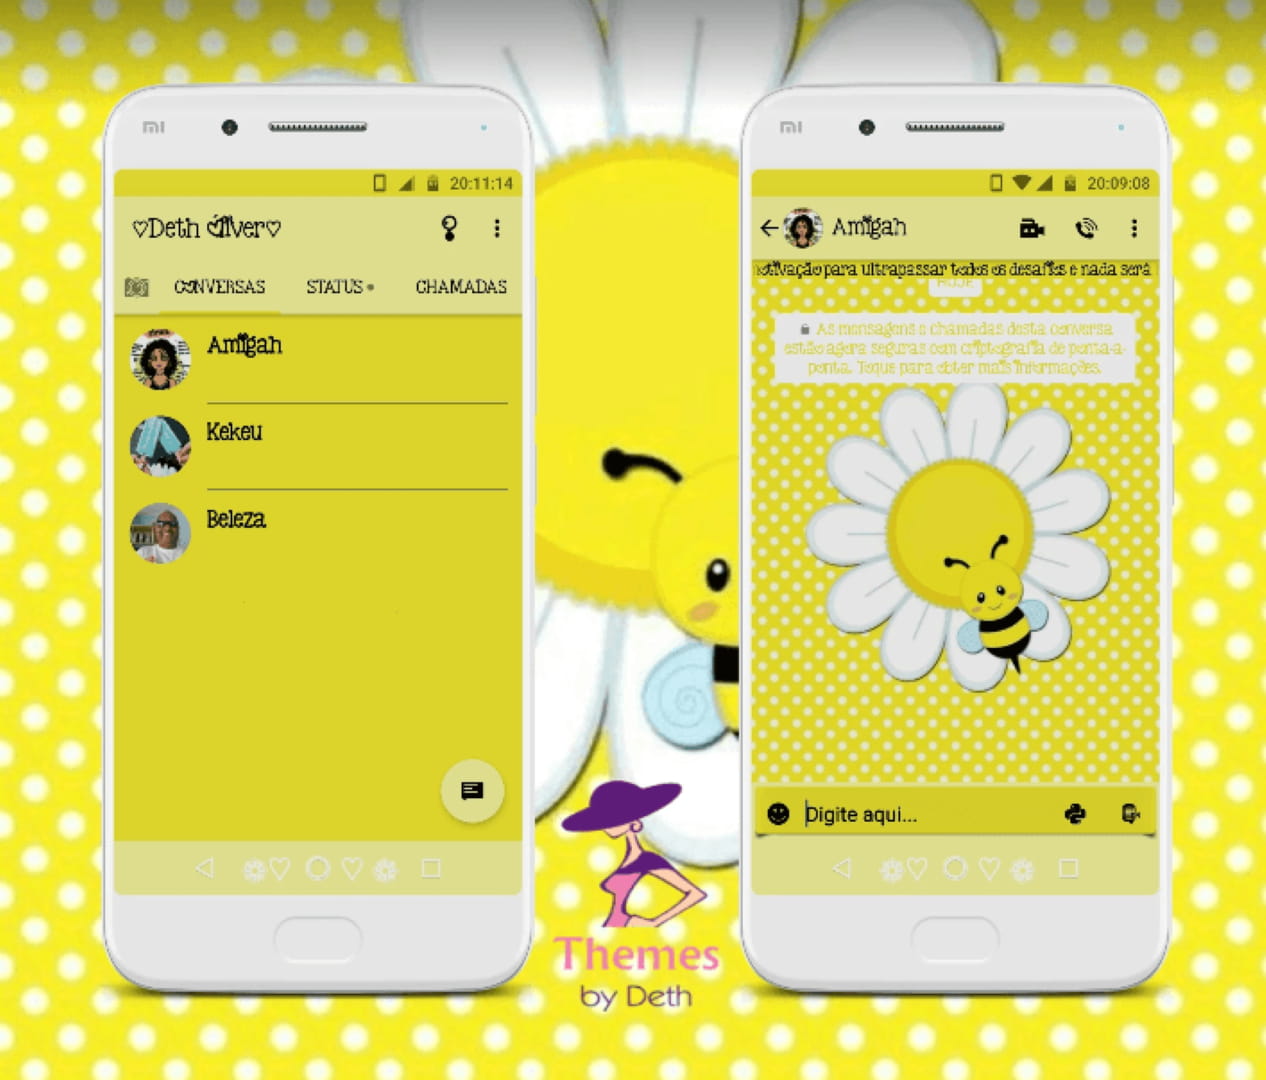 mi
20:11:14
♡Deth Óliver♡
CONVERSAS STATUS • CHAMADAS
Amigah
Kekeu
Beleza
mi
20:09:08
Amigah
otivação para ultrapassar todos os desafios e nada será
HOJE
As mensagens e chamadas desta conversa
estão agora seguras com criptografia de ponta-a-
ponta. Toque para obter mais informações.
Digite aqui...
Themes
by Deth